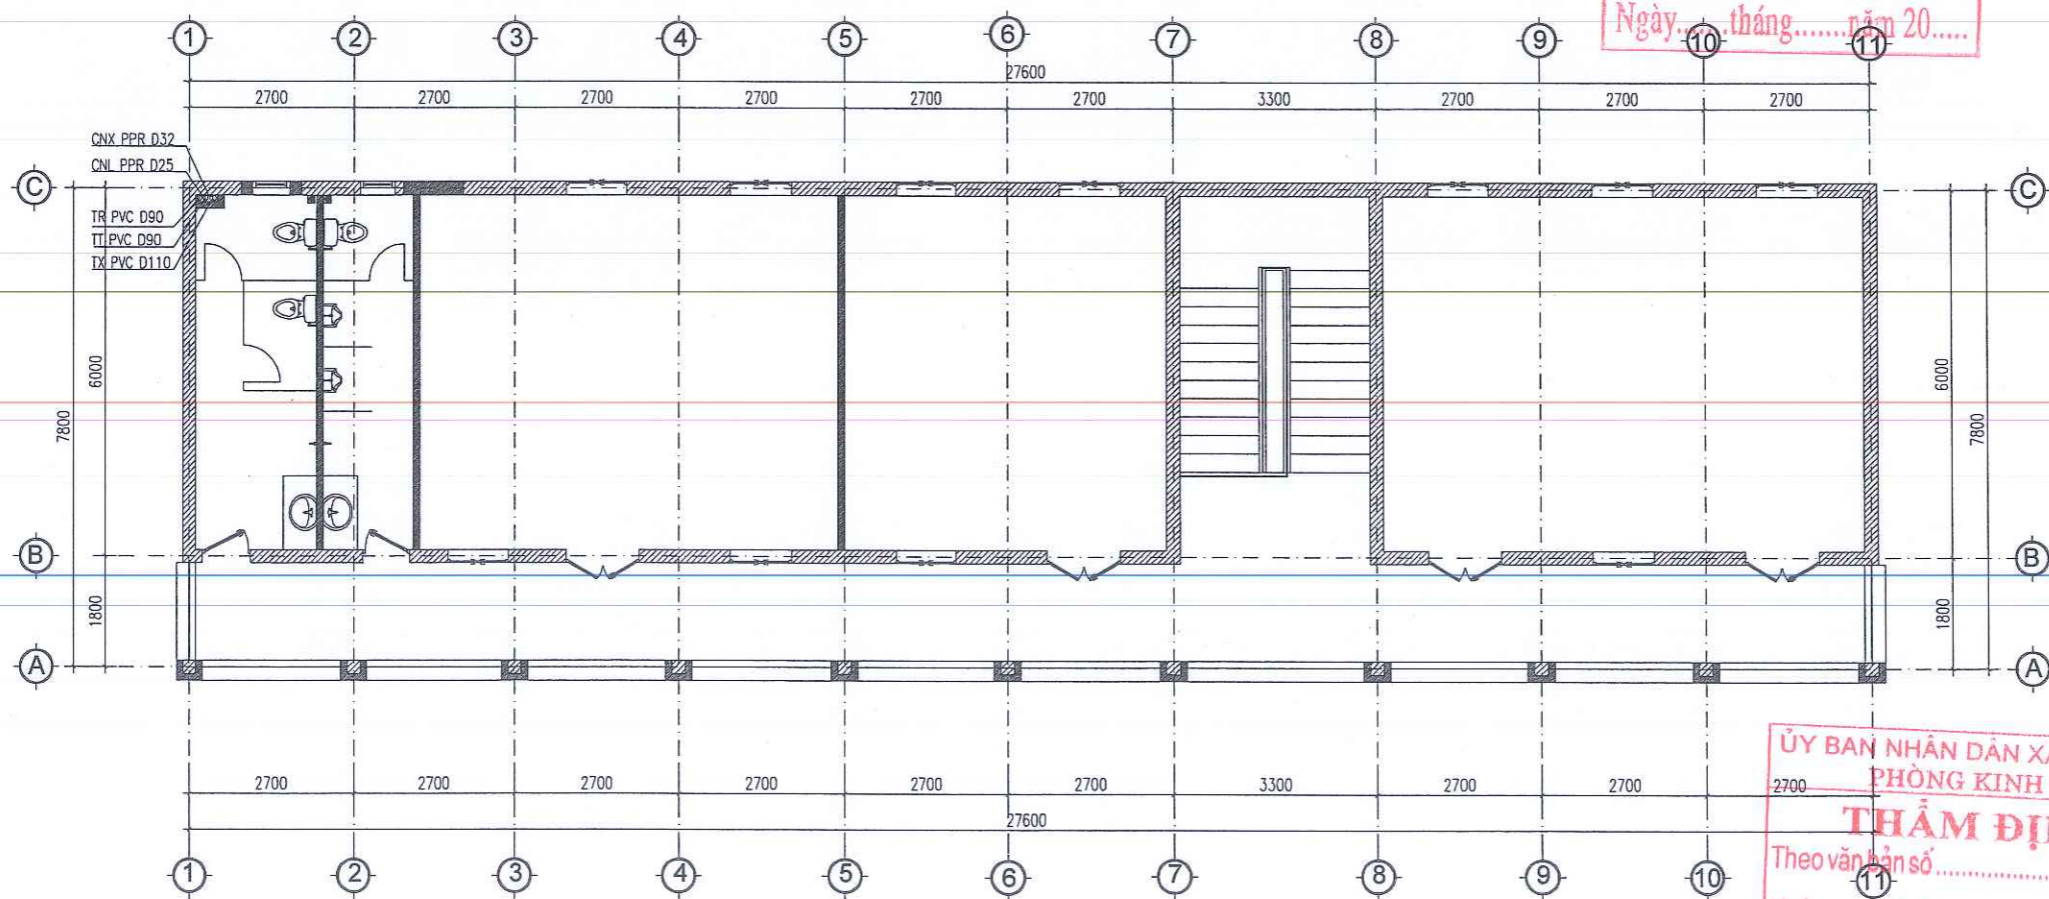 Ngày......tháng.......năm 20.....
1 2 3 4 5 6 7 8 9 10 11
27600
2700 2700 2700 2700 2700 2700 3300 2700 2700 2700
CNX PPR D32
CNL PPR D25
C C
TR PVC D90
TT PVC D90
TX PVC D110
6000 6000
7800 7800
B B
1800 1800
A A
ỦY BAN NHÂN DÂN
PHÒNG KINH
2700 2700 2700 2700 2700 2700 3300 2700 2700 2700
27600
THẨM
Theo văn bản số
1 2 3 4 5 6 7 8 9 10 11